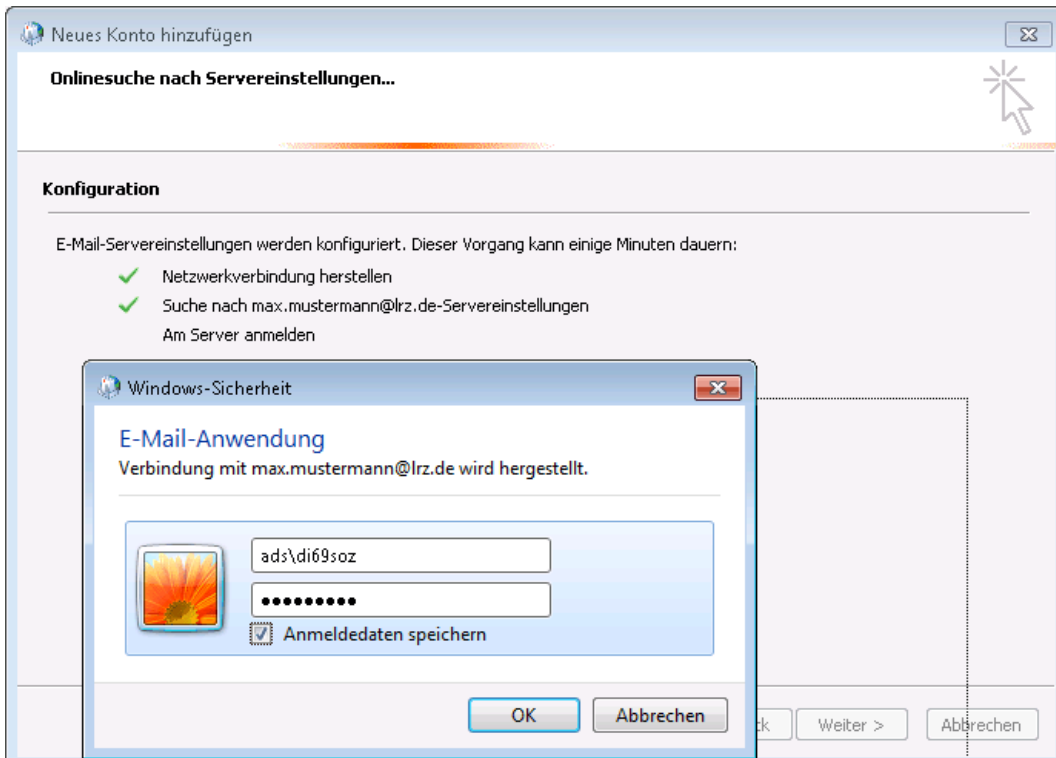 Neues Konto hinzufügen
Onlinesuche nach Servereinstellungen...
Konfiguration
E-Mail-Servereinstellungen werden konfiguriert. Dieser Vorgang kann einige Minuten dauern:
Netzwerkverbindung herstellen
Suche nach max.mustermann@lrz.de-Servereinstellungen
Am Server anmelden
Windows-Sicherheit
E-Mail-Anwendung
Verbindung mit max.mustermann@lrz.de wird hergestellt.
ads\di69soz
•••••••••
Anmeldedaten speichern
OK Abbrechen
Weiter > Abbrechen